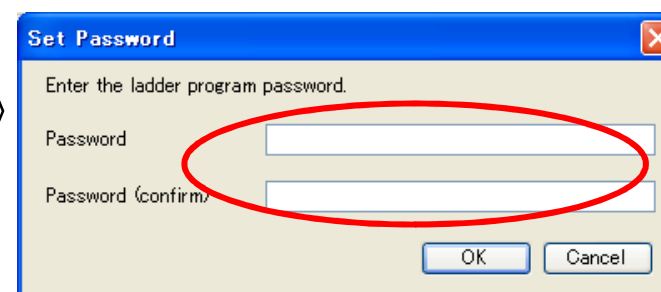 Set Password
Enter the ladder program password.
Password
Password (confirm)
OK Cancel